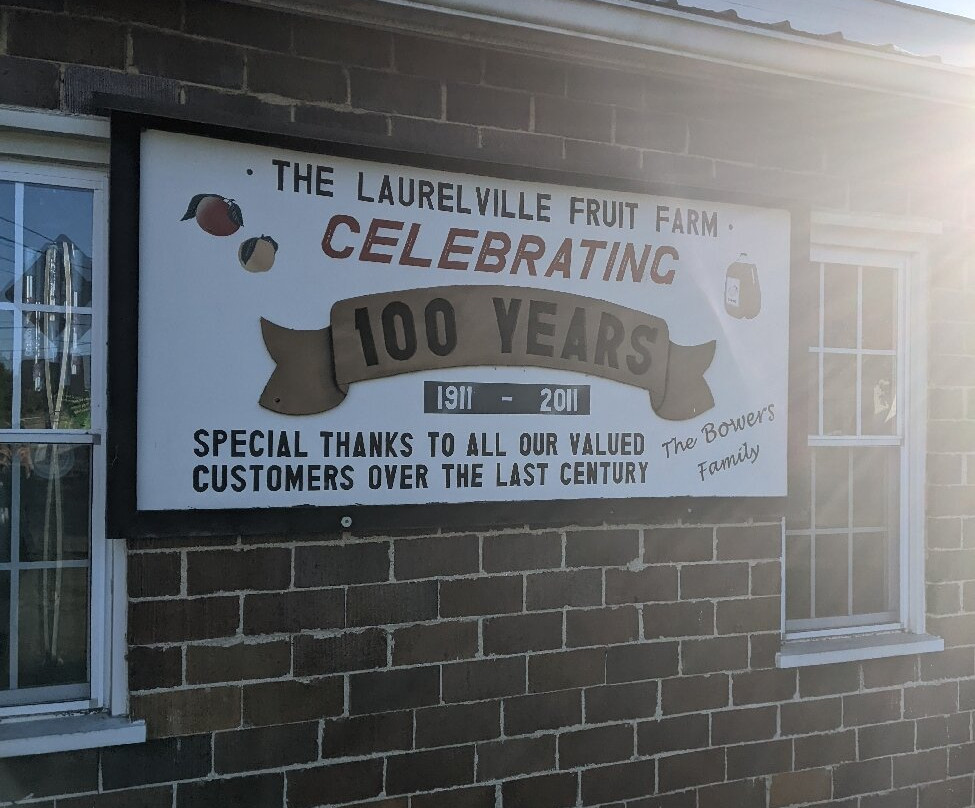 · THE LAURELVILLE FRUIT FARM ·
CELEBRATING
100 YEARS
1911 - 2011
SPECIAL THANKS TO ALL OUR VALUED
CUSTOMERS OVER THE LAST CENTURY
The Bowers
Family